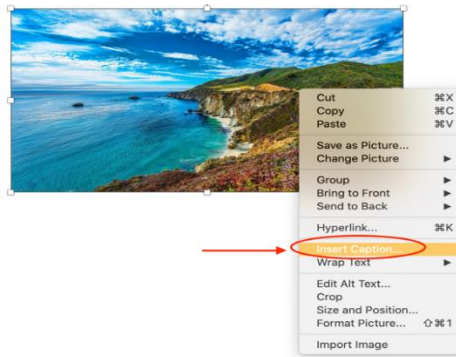 Cut ⌘X
Copy ⌘C
Paste ⌘V
Save as Picture...
Change Picture ▶
Group ▶
Bring to Front ▶
Send to Back ▶
Hyperlink... ⌘K
Insert Caption...
Wrap Text ▶
Edit Alt Text...
Crop
Size and Position...
Format Picture... ⇧⌘1
Import Image